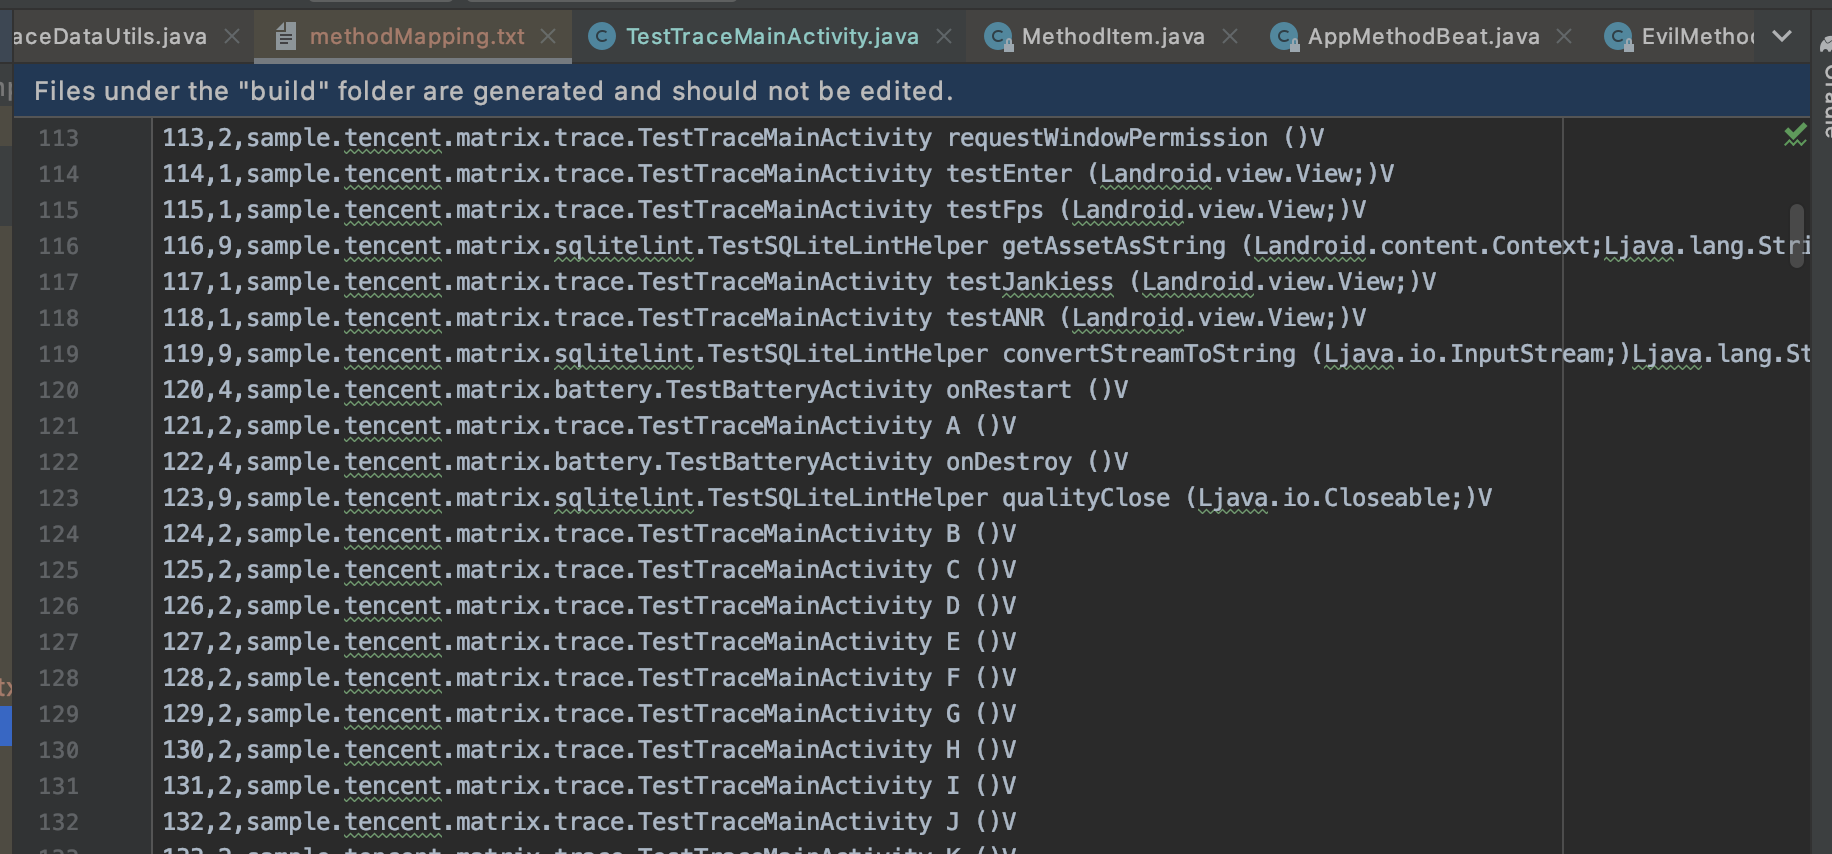 aceDataUtils.java methodMapping.txt TestTraceMainActivity.java MethodItem.java AppMethodBeat.java EvilMetho
Files under the "build" folder are generated and should not be edited.
113 113,2,sample.tencent.matrix.trace.TestTraceMainActivity requestWindowPermission ()V
114 114,1,sample.tencent.matrix.trace.TestTraceMainActivity testEnter (Landroid.view.View;)V
115 115,1,sample.tencent.matrix.trace.TestTraceMainActivity testFps (Landroid.view.View;)V
116 116,9,sample.tencent.matrix.sqlitelint.TestSQLiteLintHelper getAssetAsString (Landroid.content.Context;Ljava.lang.Stri
117 117,1,sample.tencent.matrix.trace.TestTraceMainActivity testJankiess (Landroid.view.View;)V
118 118,1,sample.tencent.matrix.trace.TestTraceMainActivity testANR (Landroid.view.View;)V
119 119,9,sample.tencent.matrix.sqlitelint.TestSQLiteLintHelper convertStreamToString (Ljava.io.InputStream;)Ljava.lang.St
120 120,4,sample.tencent.matrix.battery.TestBatteryActivity onRestart ()V
121 121,2,sample.tencent.matrix.trace.TestTraceMainActivity A ()V
122 122,4,sample.tencent.matrix.battery.TestBatteryActivity onDestroy ()V
123 123,9,sample.tencent.matrix.sqlitelint.TestSQLiteLintHelper qualityClose (Ljava.io.Closeable;)V
124 124,2,sample.tencent.matrix.trace.TestTraceMainActivity B ()V
125 125,2,sample.tencent.matrix.trace.TestTraceMainActivity C ()V
126 126,2,sample.tencent.matrix.trace.TestTraceMainActivity D ()V
127 127,2,sample.tencent.matrix.trace.TestTraceMainActivity E ()V
128 128,2,sample.tencent.matrix.trace.TestTraceMainActivity F ()V
129 129,2,sample.tencent.matrix.trace.TestTraceMainActivity G ()V
130 130,2,sample.tencent.matrix.trace.TestTraceMainActivity H ()V
131 131,2,sample.tencent.matrix.trace.TestTraceMainActivity I ()V
132 132,2,sample.tencent.matrix.trace.TestTraceMainActivity J ()V